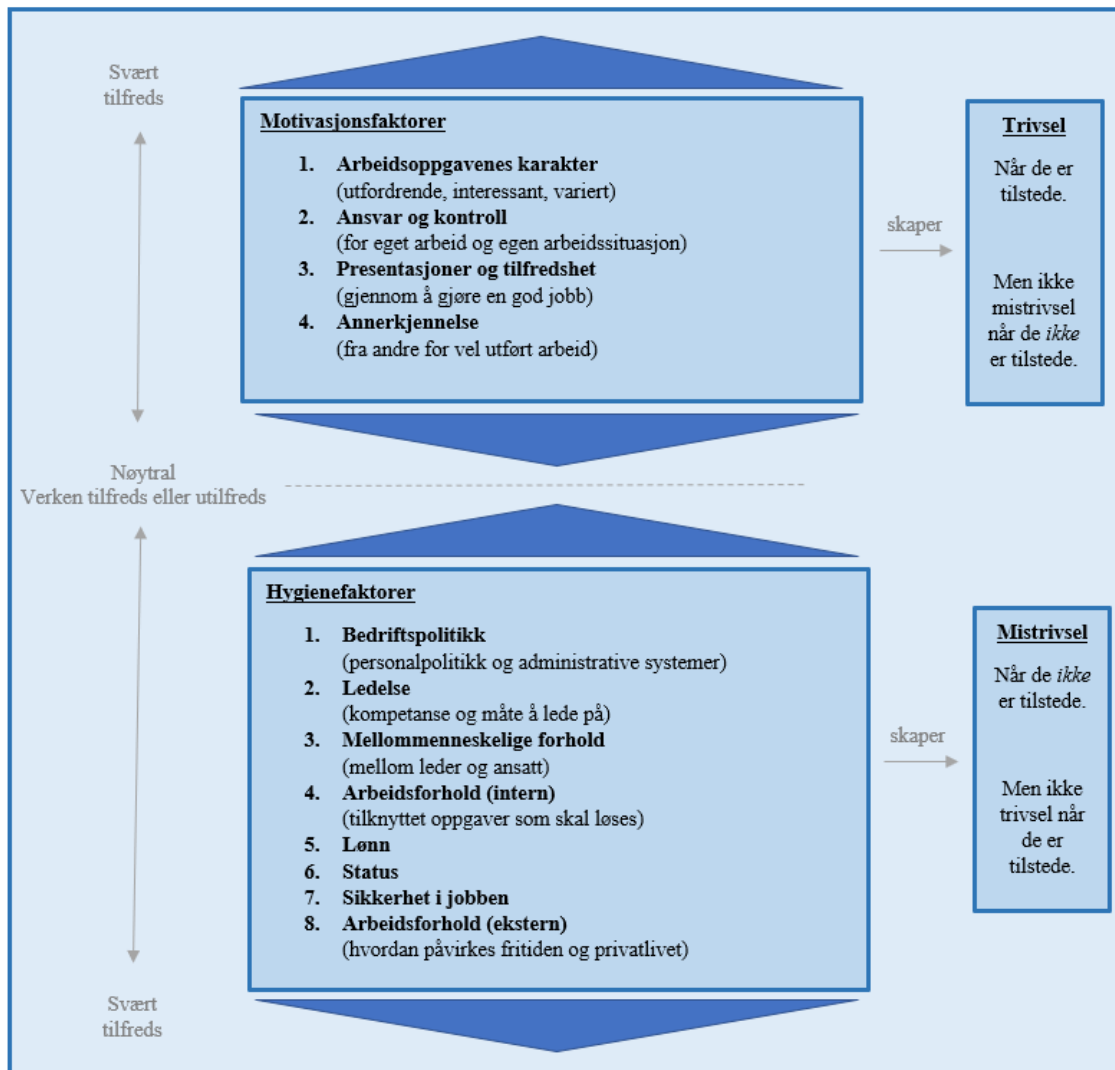 Svært
tilfreds
Motivasjonsfaktorer
1. Arbeidsoppgavenes karakter
(utfordrende, interessant, variert)
2. Ansvar og kontroll
(for eget arbeid og egen arbeidssituasjon)
3. Presentasjoner og tilfredshet
(gjennom å gjøre en god jobb)
4. Annerkjennelse
(fra andre for vel utført arbeid)
skaper
Trivsel
Når de er
tilstede.
Men ikke
mistrivsel
når de ikke
er tilstede.
Nøytral
Verken tilfreds eller utilfreds
Hygienefaktorer
1. Bedriftspolitikk
(personalpolitikk og administrative systemer)
2. Ledelse
(kompetanse og måte å lede på)
3. Mellommenneskelige forhold
(mellom leder og ansatt)
4. Arbeidsforhold (intern)
(tilknyttet oppgaver som skal løses)
5. Lønn
6. Status
7. Sikkerhet i jobben
8. Arbeidsforhold (ekstern)
(hvordan påvirkes fritiden og privatlivet)
skaper
Mistrivsel
Når de ikke
er tilstede.
Men ikke
trivsel når
de er
tilstede.
Svært
tilfreds